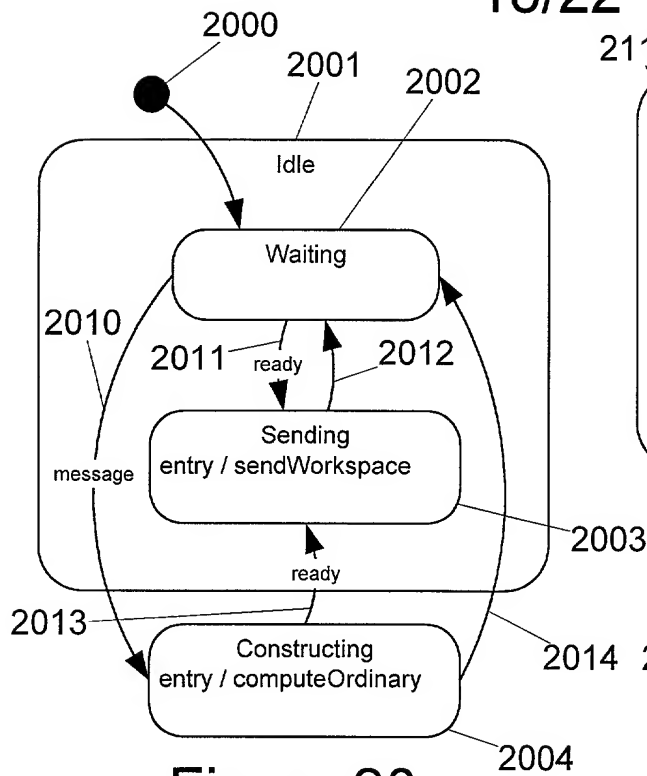 2000
2001
2002
Idle
Waiting
2010
2011
ready
2012
Sending
entry / sendWorkspace
message
2003
ready
2013
Constructing
entry / computeOrdinary
2014
2004